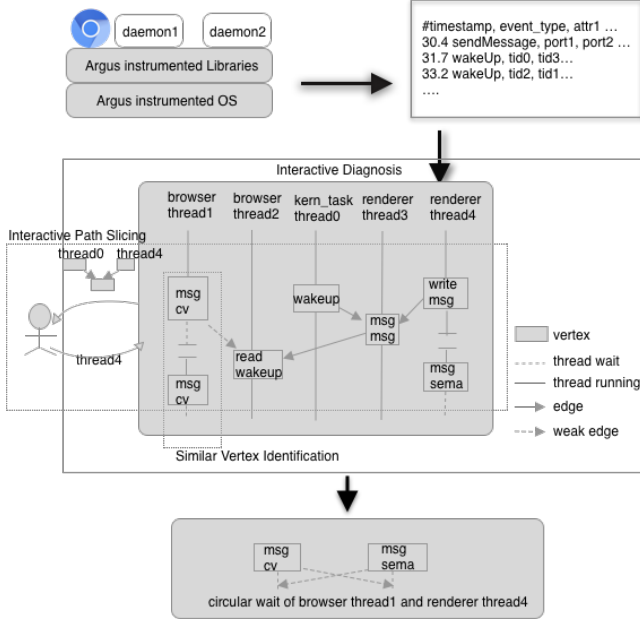 daemon1
daemon2
Argus instrumented Libraries
Argus instrumented OS
#timestamp, event_type, attr1 ...
30.4 sendMessage, port1, port2 ...
31.7 wakeUp, tid0, tid3...
33.2 wakeUp, tid2, tid1...
....
Interactive Diagnosis
browser
thread1
browser
thread2
kern_task
thread0
renderer
thread3
renderer
thread4
Interactive Path Slicing
thread0
thread4
thread4
msg
cv
msg
cv
read
wakeup
wakeup
msg
msg
write
msg
msg
sema
vertex
thread wait
thread running
edge
weak edge
Similar Vertex Identification
msg
cv
msg
sema
circular wait of browser thread1 and renderer thread4